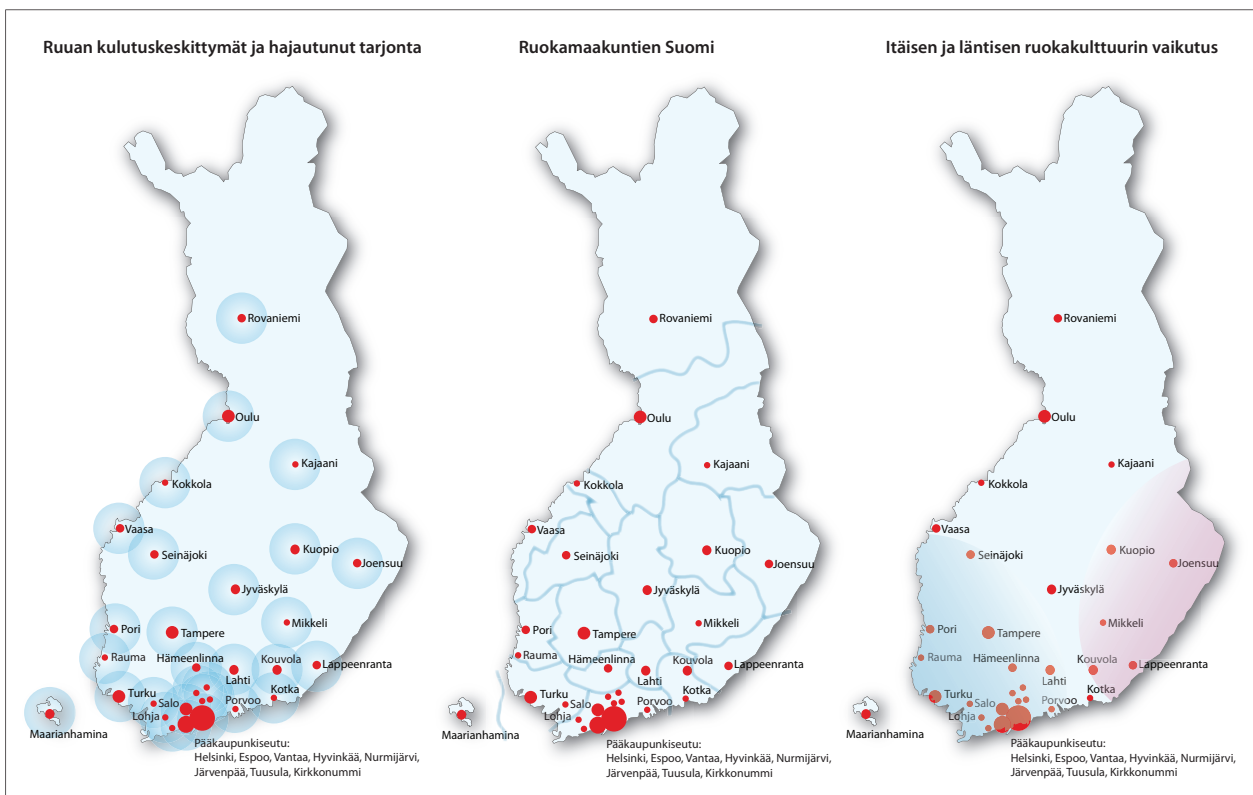 Ruuan kulutuskeskittymät ja hajautunut tarjonta
Rovaniemi
Oulu
Kajaani
Kokkola
Vaasa
Seinäjoki
Kuopio
Joensuu
Jyväskylä
Mikkeli
Pori
Tampere
Rauma
Hämeenlinna
Kouvola
Lappeenranta
Lahti
Turku
Salo
Kotka
Porvoo
Lohja
Maarianhamina
Pääkaupunkiseutu:
Helsinki, Espoo, Vantaa, Hyvinkää, Nurmijärvi,
Järvenpää, Tuusula, Kirkkonummi
Ruokamaakuntien Suomi
Rovaniemi
Oulu
Kajaani
Kokkola
Vaasa
Seinäjoki
Kuopio
Joensuu
Jyväskylä
Mikkeli
Pori
Tampere
Rauma
Hämeenlinna
Kouvola
Lappeenranta
Lahti
Turku
Salo
Kotka
Porvoo
Lohja
Maarianhamina
Pääkaupunkiseutu:
Helsinki, Espoo, Vantaa, Hyvinkää, Nurmijärvi,
Järvenpää, Tuusula, Kirkkonummi
Itäisen ja läntisen ruokakulttuurin vaikutus
Rovaniemi
Oulu
Kajaani
Kokkola
Vaasa
Seinäjoki
Kuopio
Joensuu
Jyväskylä
Mikkeli
Pori
Tampere
Rauma
Hämeenlinna
Kouvola
Lappeenranta
Lahti
Turku
Salo
Kotka
Porvoo
Lohja
Maarianhamina
Pääkaupunkiseutu:
Helsinki, Espoo, Vantaa, Hyvinkää, Nurmijärvi,
Järvenpää, Tuusula, Kirkkonummi